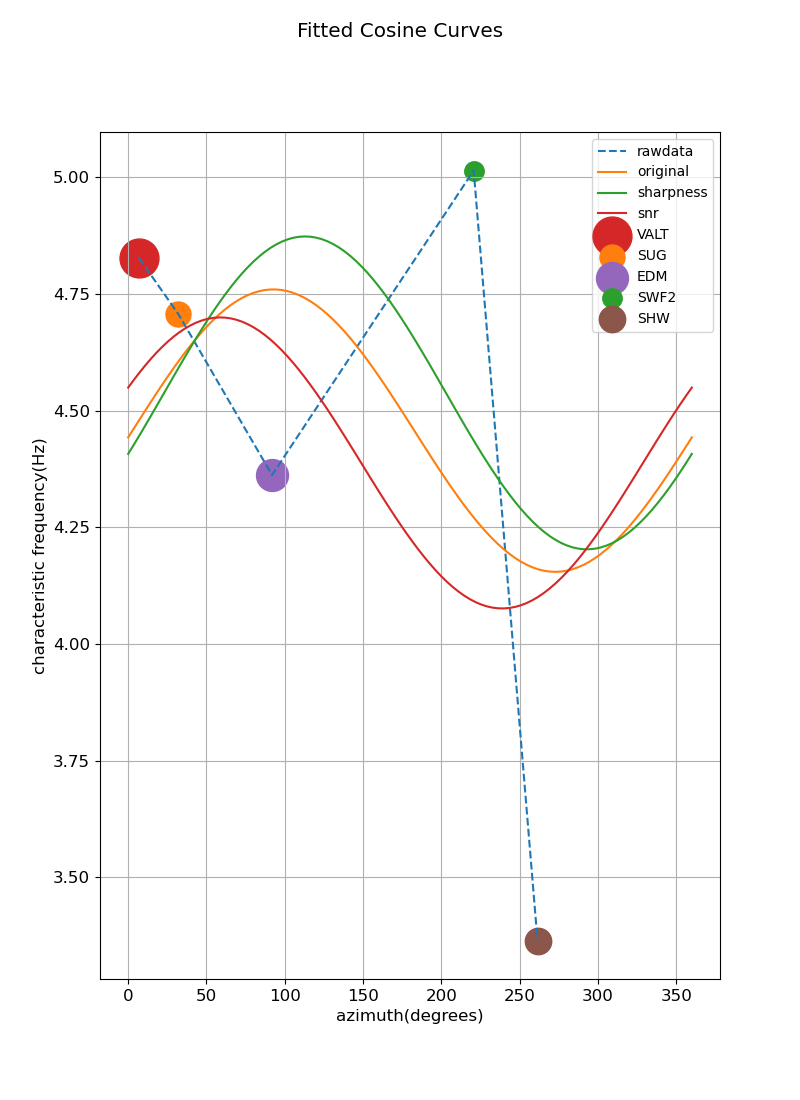 Fitted Cosine Curves
rawdata
original
sharpness
snr
VALT
SUG
EDM
SWF2
SHW
characteristic frequency(Hz)
5.00
4.75
4.50
4.25
4.00
3.75
3.50
0 50 100 150 200 250 300 350
azimuth(degrees)